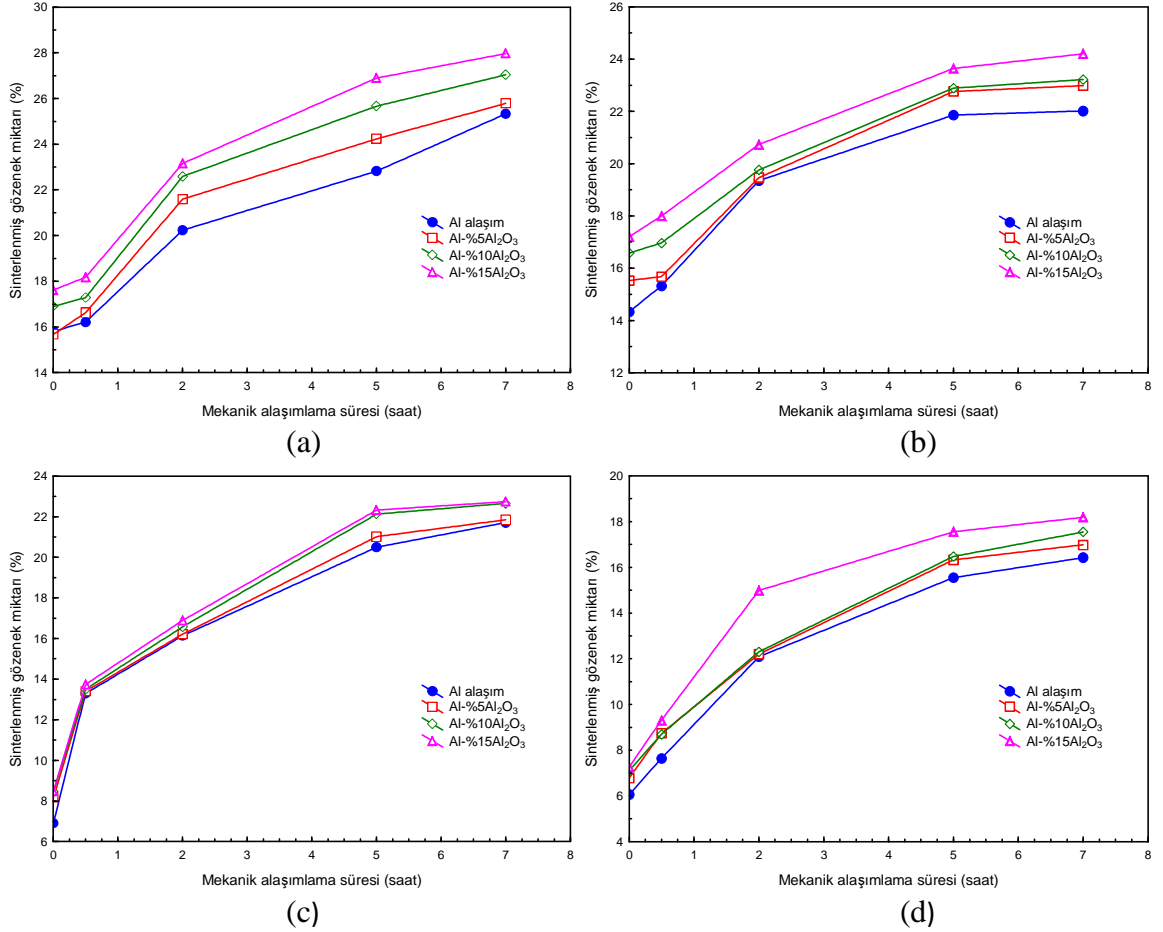 30
28
26
24
22
20
18
16
14
0 1 2 3 4 5 6 7 8
Sinterlenmiş gözenek miktarı (%)
Mekanik alaşımlama süresi (saat)
Al alaşım
Al-%5Al₂O₃
Al-%10Al₂O₃
Al-%15Al₂O₃
(a)
26
24
22
20
18
16
14
12
0 1 2 3 4 5 6 7 8
Sinterlenmiş gözenek miktarı (%)
Mekanik alaşımlama süresi (saat)
Al alaşım
Al-%5Al₂O₃
Al-%10Al₂O₃
Al-%15Al₂O₃
(b)
24
22
20
18
16
14
12
10
8
6
0 1 2 3 4 5 6 7 8
Sinterlenmiş gözenek miktarı (%)
Mekanik alaşımlama süresi (saat)
Al alaşım
Al-%5Al₂O₃
Al-%10Al₂O₃
Al-%15Al₂O₃
(c)
20
18
16
14
12
10
8
6
4
0 1 2 3 4 5 6 7 8
Sinterlenmiş gözenek miktarı (%)
Mekanik alaşımlama süresi (saat)
Al alaşım
Al-%5Al₂O₃
Al-%10Al₂O₃
Al-%15Al₂O₃
(d)